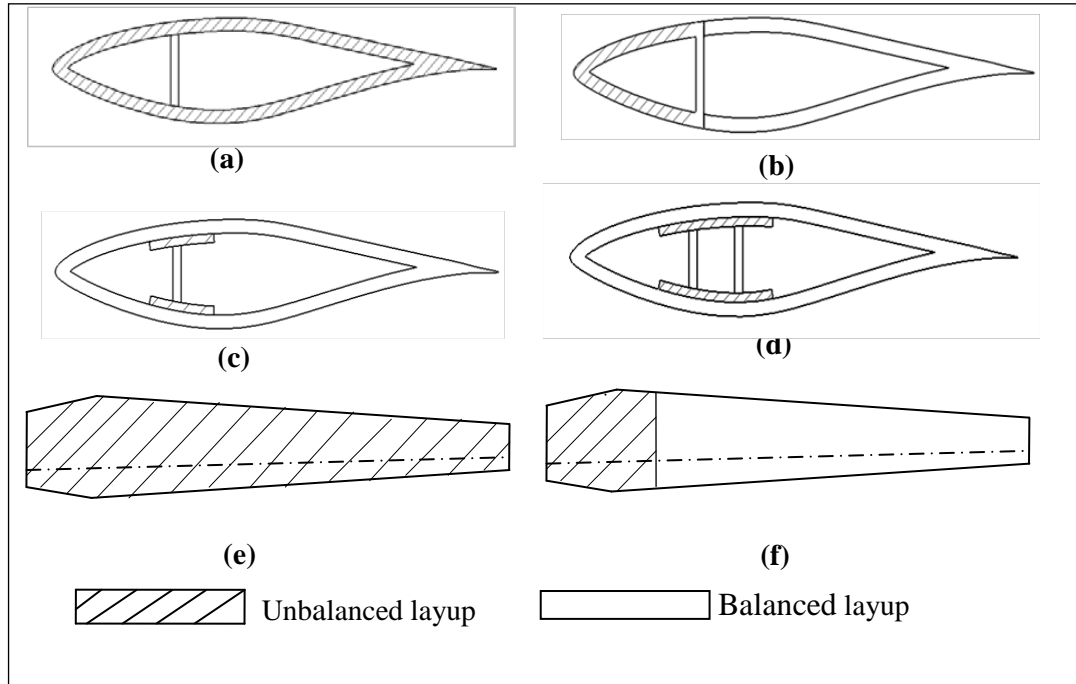 (a)
(b)
(c)
(d)
(e)
(f)
Unbalanced layup
Balanced layup